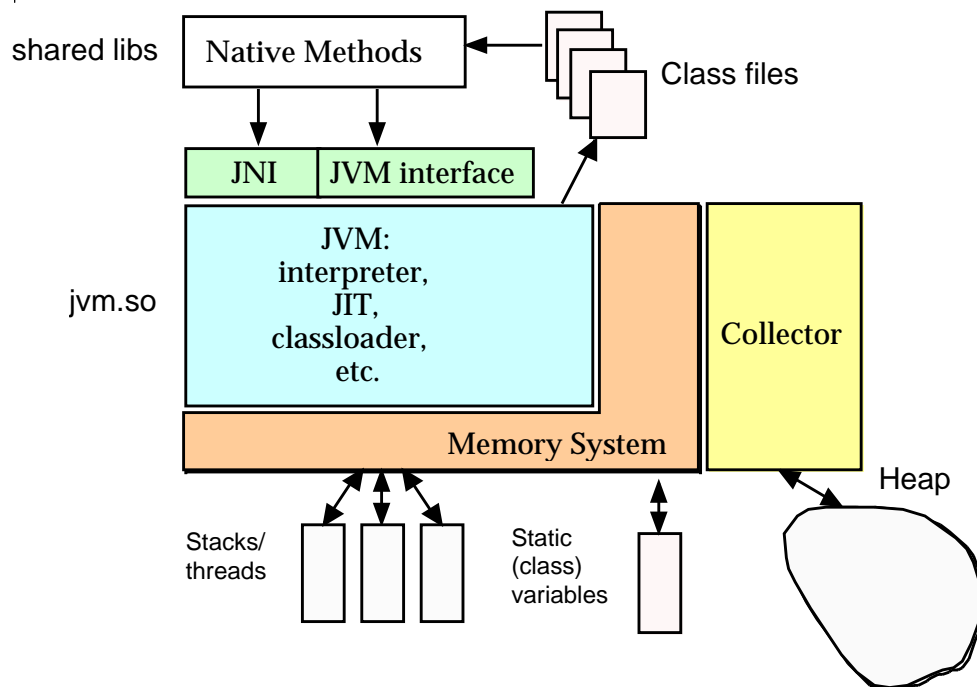 shared libs
Native Methods
Class files
JNI
JVM interface
jvm.so
JVM:
interpreter,
JIT,
classloader,
etc.
Collector
Memory System
Heap
Stacks/
threads
Static
(class)
variables